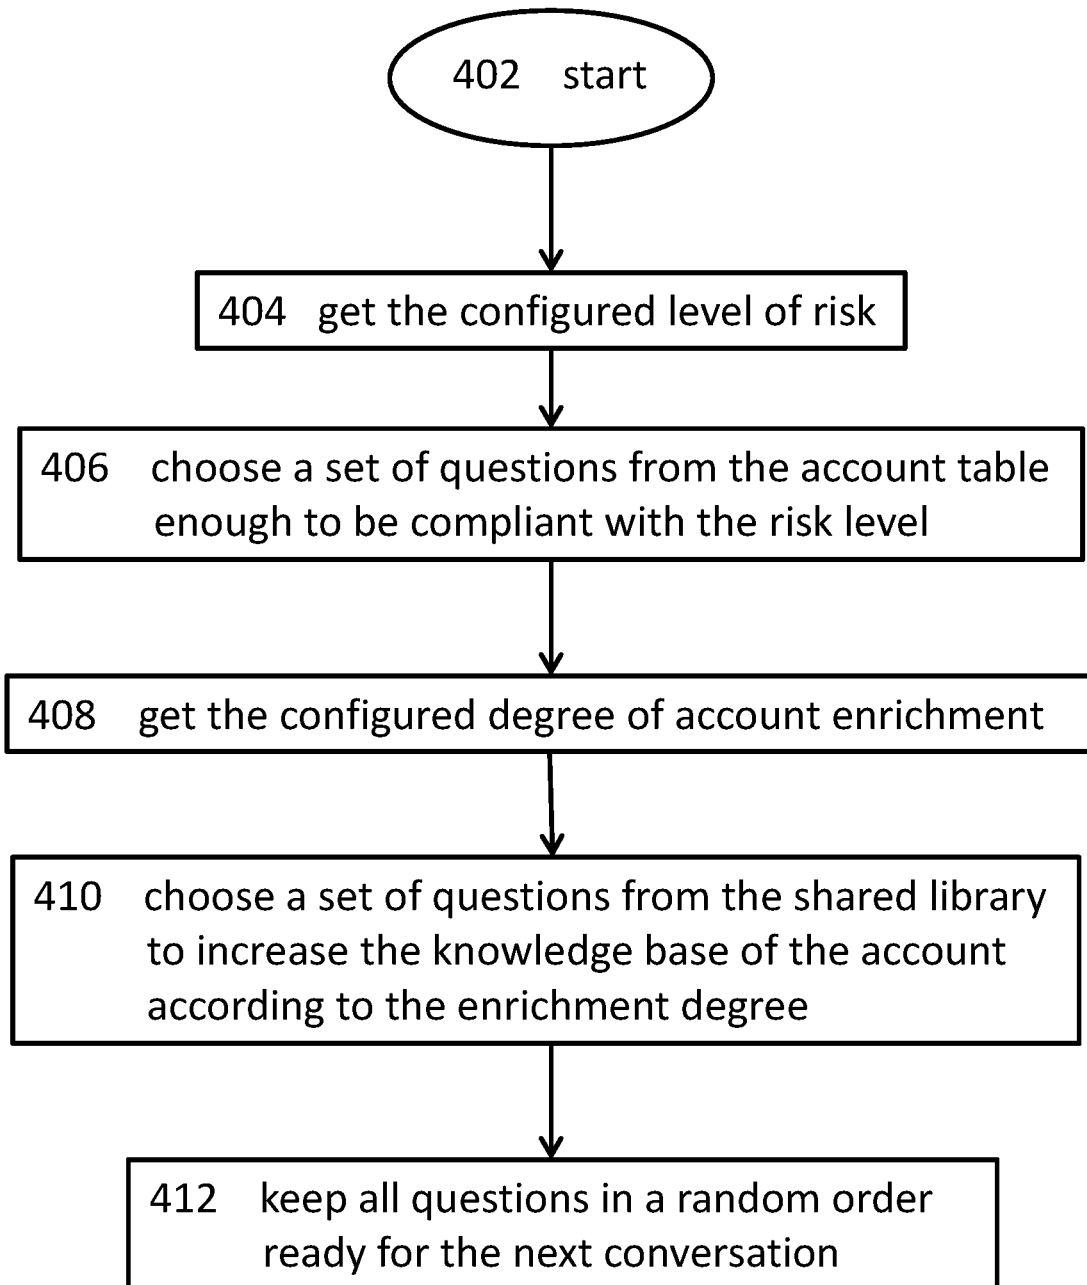 402 start
404 get the configured level of risk
406 choose a set of questions from the account table
enough to be compliant with the risk level
408 get the configured degree of account enrichment
410 choose a set of questions from the shared library
to increase the knowledge base of the account
according to the enrichment degree
412 keep all questions in a random order
ready for the next conversation